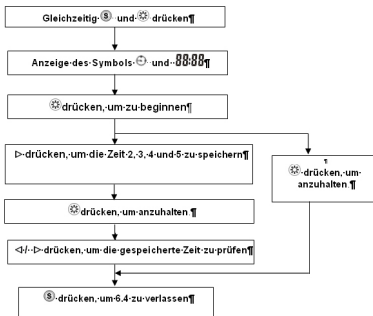 Gleichzeitig S und drücken¶
Anzeige des Symbols und 88:88¶
drücken, um zu beginnen¶
▷ drücken, um die Zeit 2, 3, 4 und 5 zu speichern¶
¶
drücken, um
anzuhalten.¶
drücken, um anzuhalten.¶
◁/ ▷ drücken, um die gespeicherte Zeit zu prüfen¶
S drücken, um 6.4 zu verlassen¶